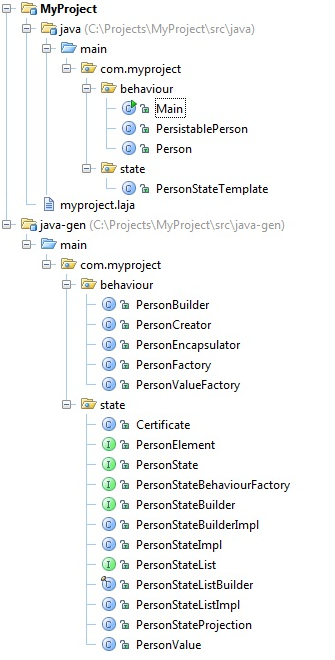 MyProject
java (C:\Projects\MyProject\src\java)
main
com.myproject
behaviour
Main
PersistablePerson
Person
state
PersonStateTemplate
myproject.laja
java-gen (C:\Projects\MyProject\src\java-gen)
main
com.myproject
behaviour
PersonBuilder
PersonCreator
PersonEncapsulator
PersonFactory
PersonValueFactory
state
Certificate
PersonElement
PersonState
PersonStateBehaviourFactory
PersonStateBuilder
PersonStateBuilderImpl
PersonStateImpl
PersonStateList
PersonStateListBuilder
PersonStateListImpl
PersonStateProjection
PersonValue